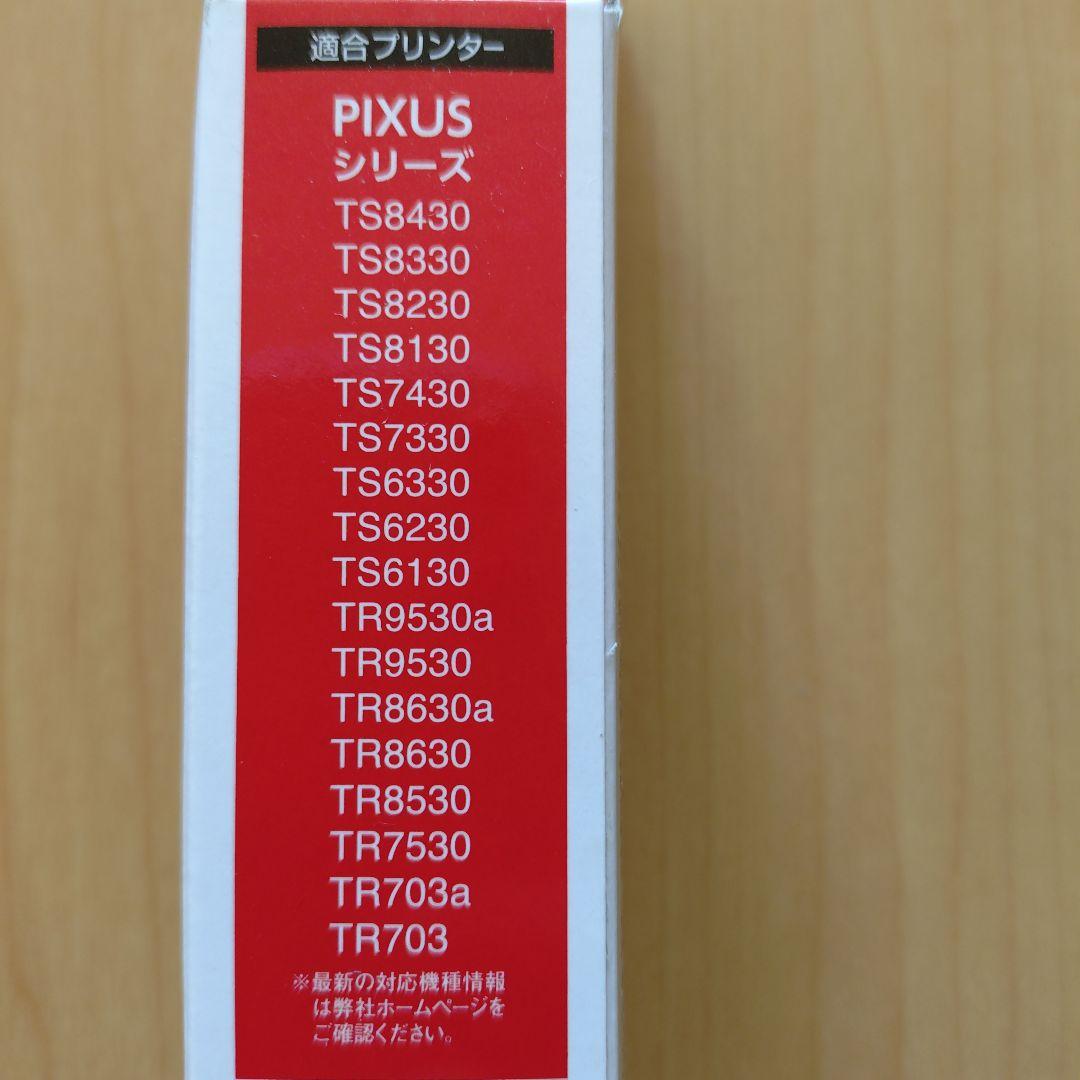 適合プリンター
PIXUS
シリーズ
TS8430
TS8330
TS8230
TS8130
TS7430
TS7330
TS6330
TS6230
TS6130
TR9530a
TR9530
TR8630a
TR8630
TR8530
TR7530
TR703a
TR703
※最新の対応機種情報
は弊社ホームページを
ご確認ください。